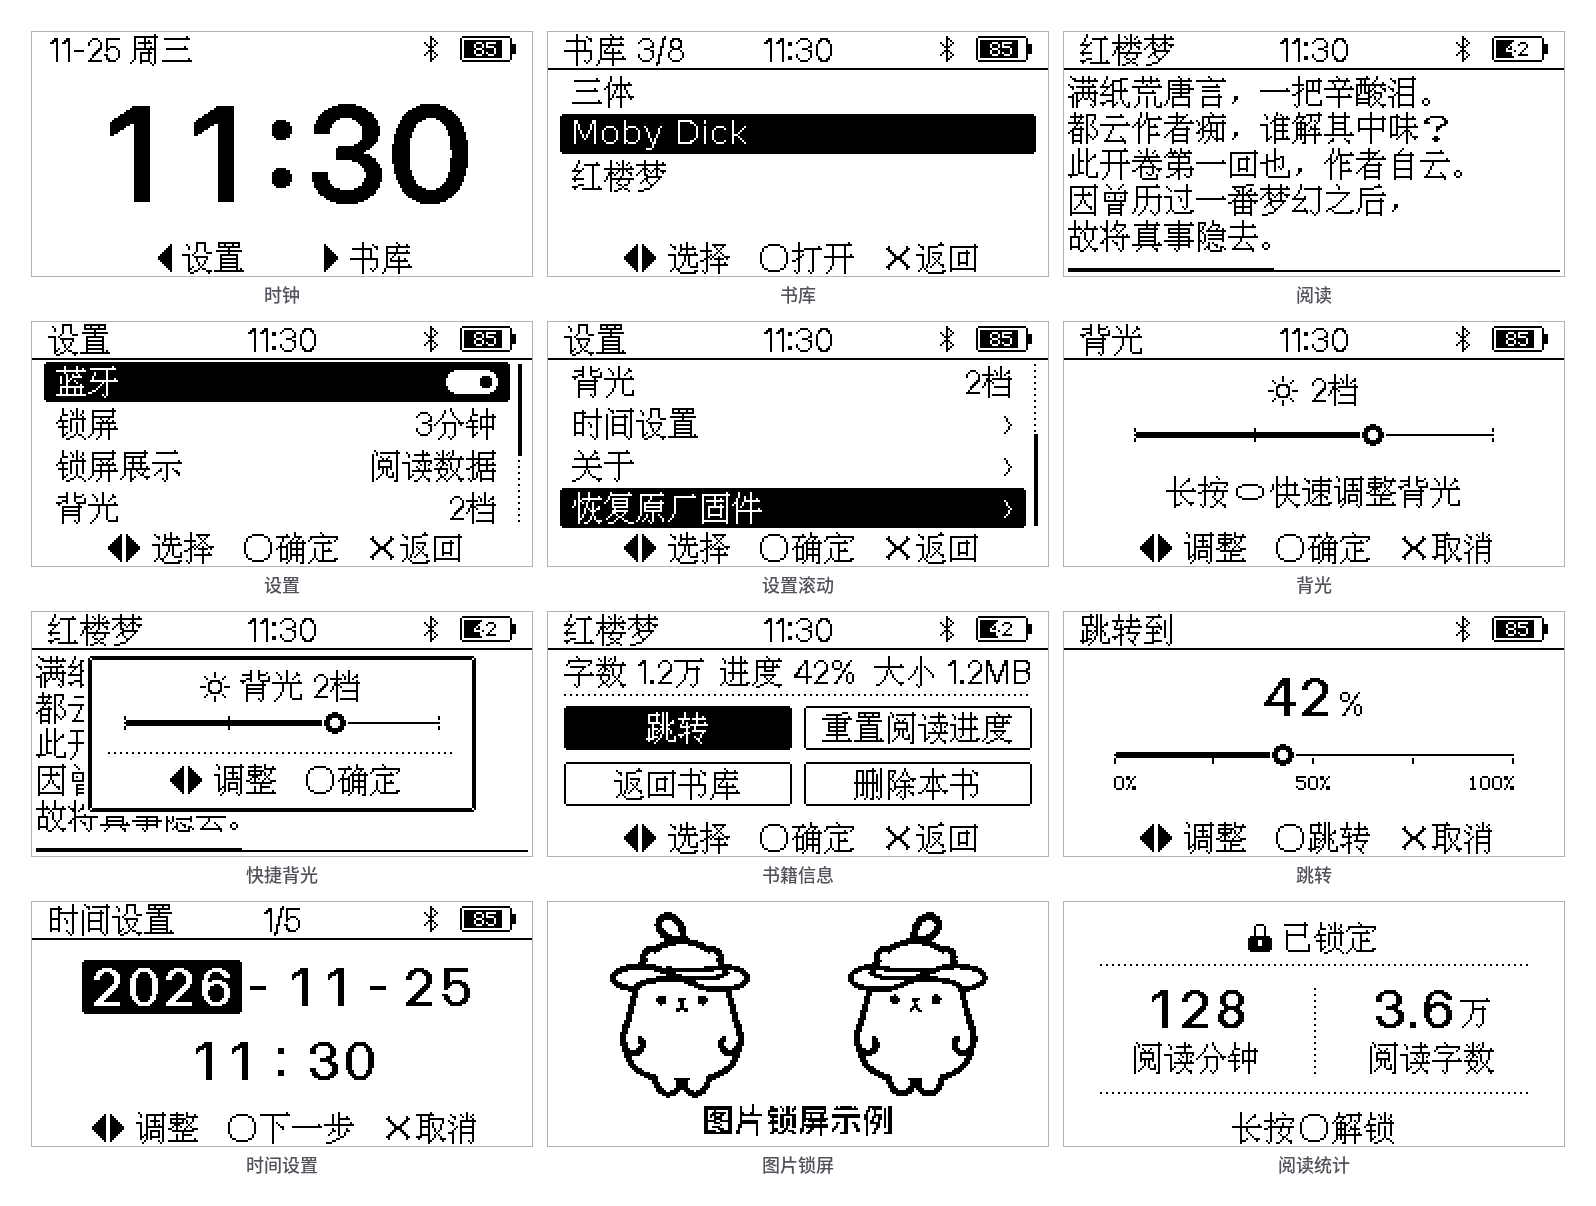 11-25 周三 85
11:30
设置 书库
时钟
书库 3/8 11:30 85
三体
Moby Dick
红楼梦
选择 打开 返回
书库
红楼梦 11:30 42
满纸荒唐言，一把辛酸泪。
都云作者痴，谁解其中味？
此开卷第一回也，作者自云。
因曾历过一番梦幻之后，
故将真事隐去。
阅读
设置 11:30 85
蓝牙
锁屏 3分钟
锁屏展示 阅读数据
背光 2档
选择 确定 返回
设置
设置 11:30 85
背光 2档
时间设置 〉
关于 〉
恢复原厂固件 〉
选择 确定 返回
设置滚动
背光 11:30 85
2档
长按 快速调整背光
调整 确定 取消
背光
红楼梦 11:30 42
满纸
都云
此开
因曾
故将真事隐去。
背光 2档
调整 确定
快捷背光
红楼梦 11:30 42
字数 1.2万 进度 42% 大小 1.2MB
跳转 重置阅读进度
返回书库 删除本书
选择 确定 返回
书籍信息
跳转到 85
42%
0% 50% 100%
调整 跳转 取消
跳转
时间设置 1/5 85
2026 - 11 - 25
11 : 30
调整 下一步 取消
时间设置
图片锁屏示例
图片锁屏
已锁定
128 3.6万
阅读分钟 阅读字数
长按 解锁
阅读统计